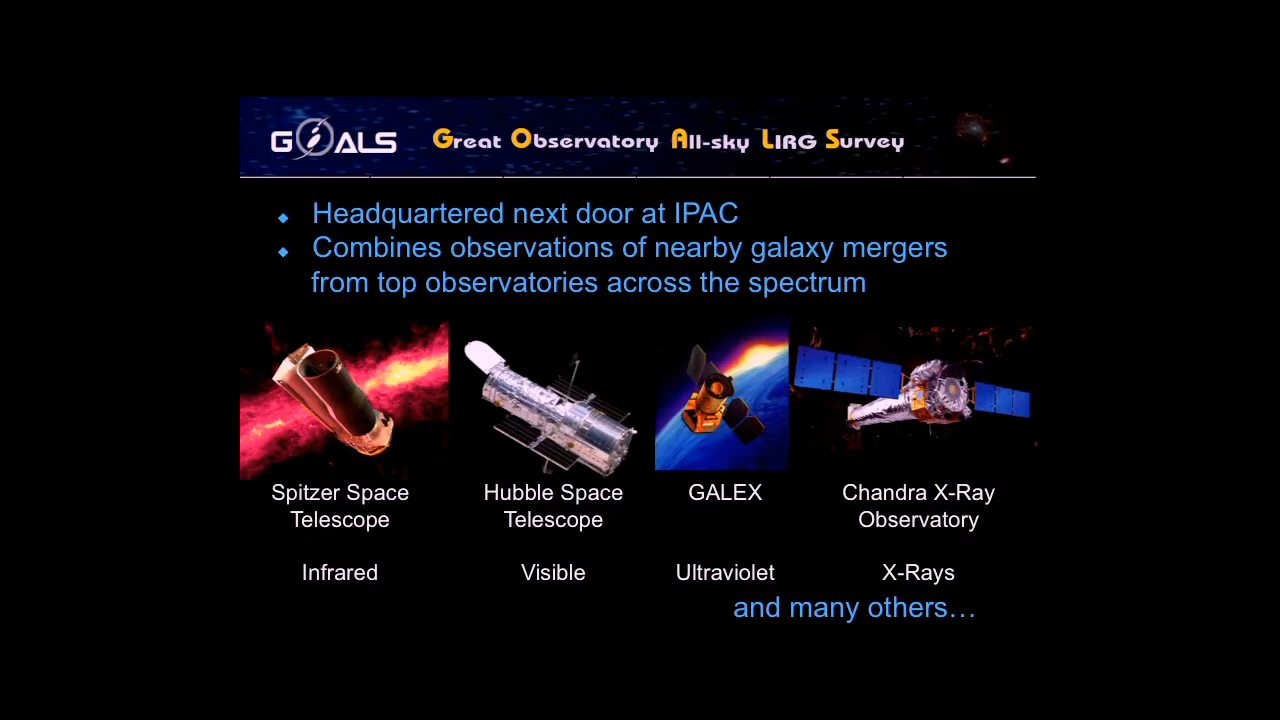 GOALS Great Observatory All-sky LIRG Survey
Headquartered next door at IPAC
Combines observations of nearby galaxy mergers
from top observatories across the spectrum
Spitzer Space
Telescope
Infrared
Hubble Space
Telescope
Visible
GALEX
Ultraviolet
Chandra X-Ray
Observatory
X-Rays
and many others…